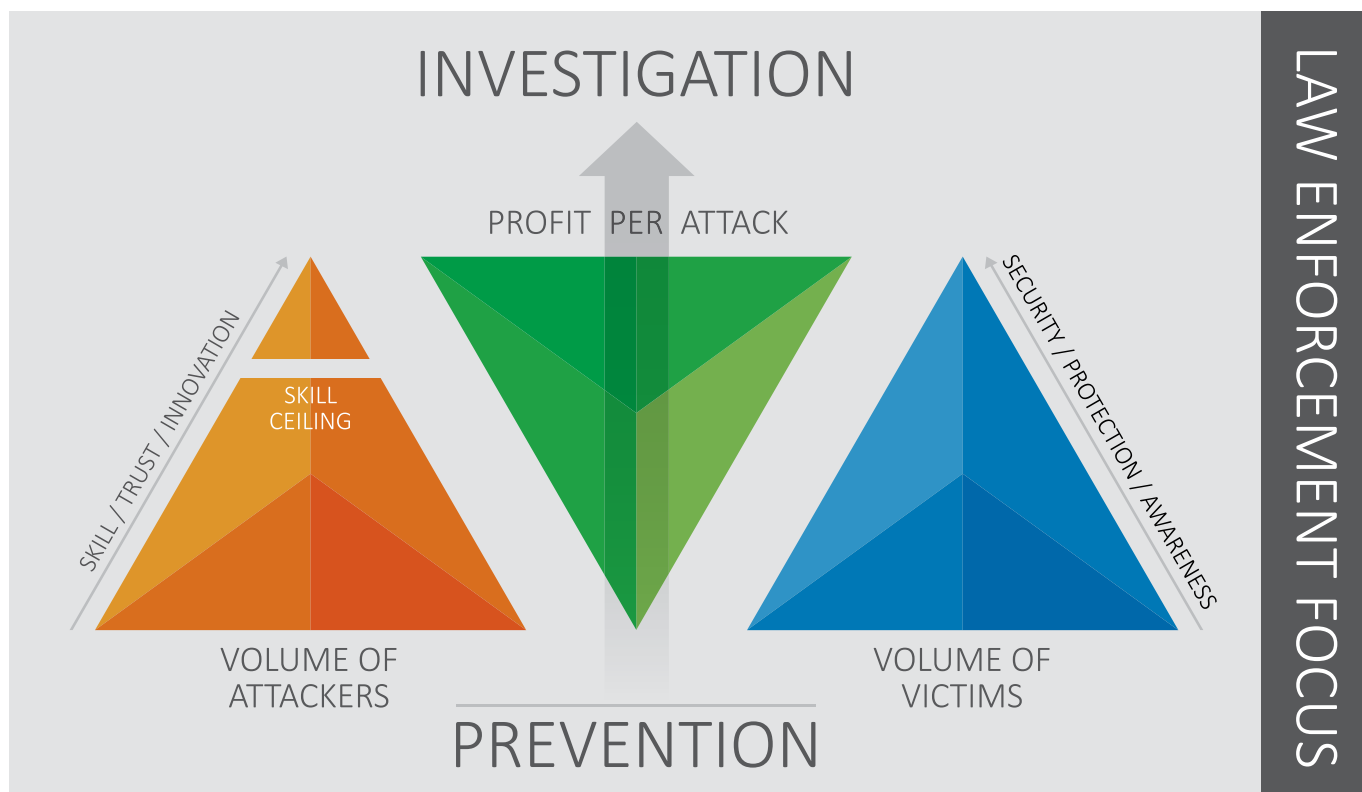 INVESTIGATION
PROFIT PER ATTACK
SKILL / TRUST / INNOVATION
SKILL
CEILING
SECURITY / PROTECTION / AWARENESS
VOLUME OF
ATTACKERS
VOLUME OF
VICTIMS
PREVENTION
LAW ENFORCEMENT FOCUS